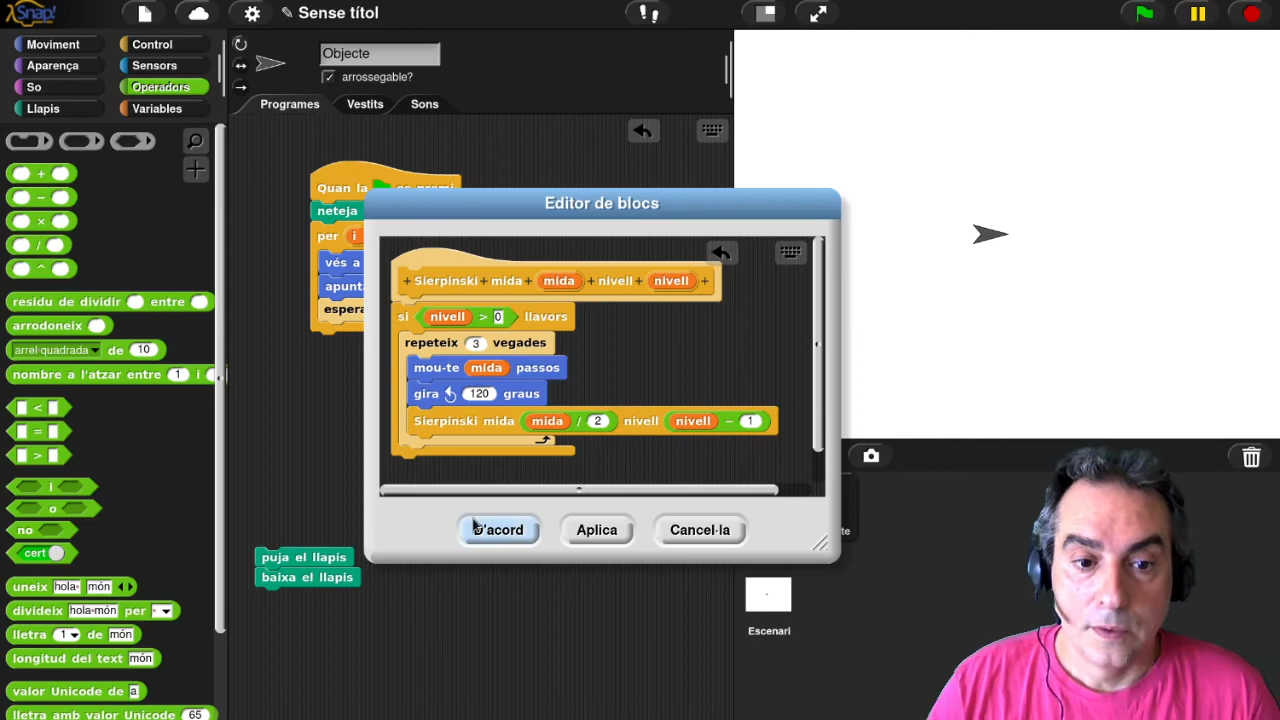 Snap!
Sense títol
Moviment
Control
Aparença
Sensors
So
Operadors
Llapis
Variables
+
−
×
/
^
residu de dividir entre
arrodoneix
arrel quadrada de 10
nombre a l'atzar entre 1 i
<
=
>
i
o
no
cert
uneix hola món
divideix hola món per
lletra 1 de món
longitud del text món
valor Unicode de a
lletra amb valor Unicode 65
Objecte
arrossegable?
Programes
Vestits
Sons
Quan la es premi
neteja
per i
vés a
apunt
espera
puja el llapis
baixa el llapis
Editor de blocs
+ Sierpinski + mida + mida + nivell + nivell +
si nivell > 0 llavors
repeteix 3 vegades
mou-te mida passos
gira 120 graus
Sierpinski mida mida / 2 nivell nivell − 1
D'acord
Aplica
Cancel·la
te
Escenari